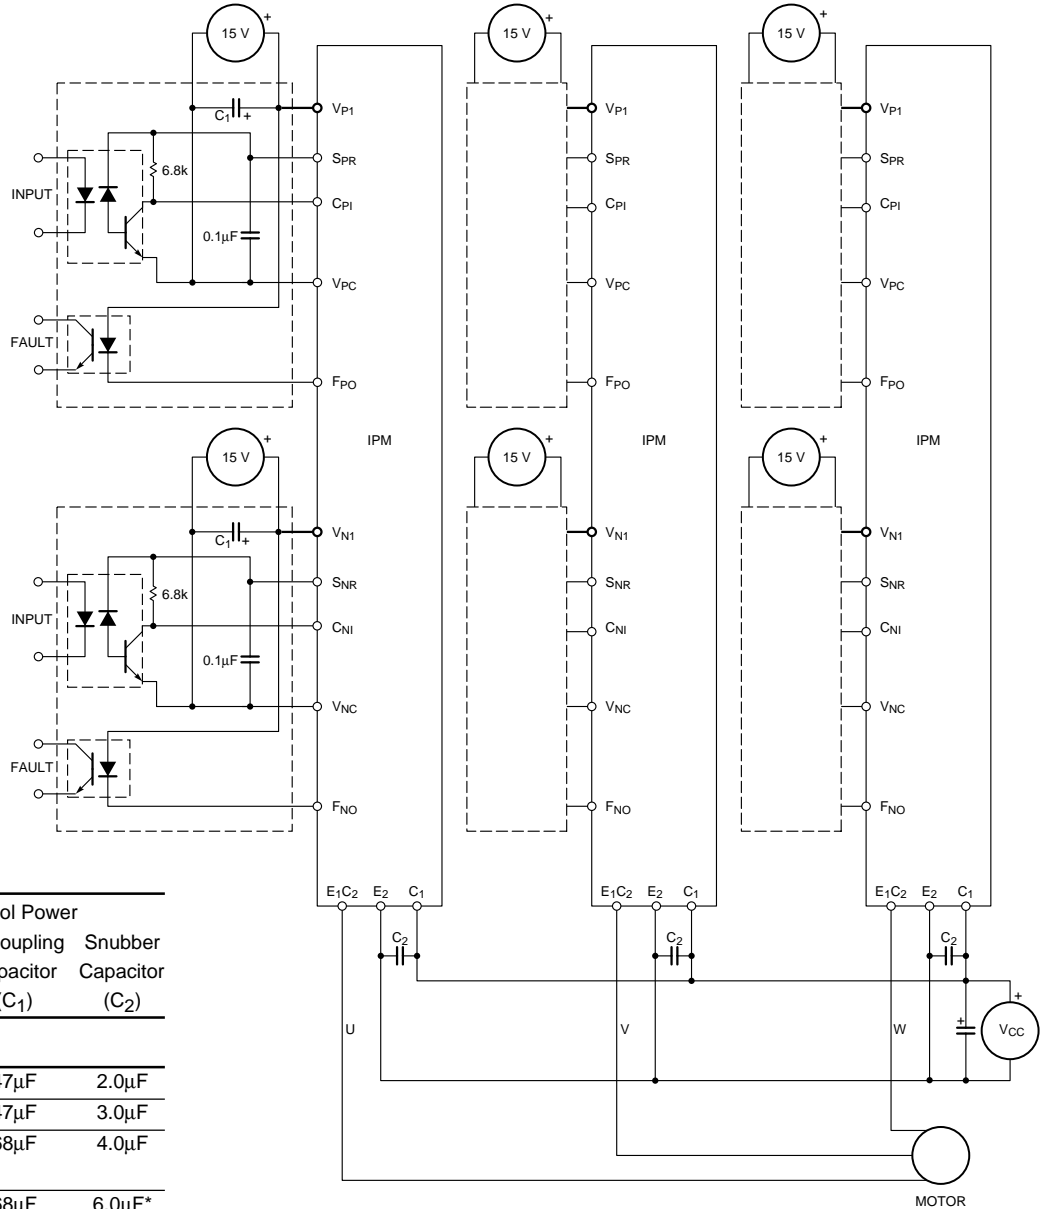 15 V +
15 V +
15 V +
C1 +
VP1
VP1
VP1
SPR
SPR
SPR
6.8k
INPUT
CPI
CPI
CPI
0.1µF
VPC
VPC
VPC
FAULT
FPO
FPO
FPO
IPM
IPM
IPM
15 V +
15 V +
15 V +
C1 +
VN1
VN1
VN1
SNR
SNR
SNR
6.8k
INPUT
CNI
CNI
CNI
0.1µF
VNC
VNC
VNC
FAULT
FNO
FNO
FNO
E1C2 E2 C1
E1C2 E2 C1
E1C2 E2 C1
C2
C2
C2
Power
Snubber
Capacitor
(C2)
U
V
W
+
+
VCC
2.0µF
3.0µF
4.0µF
6.0µF*
MOTOR